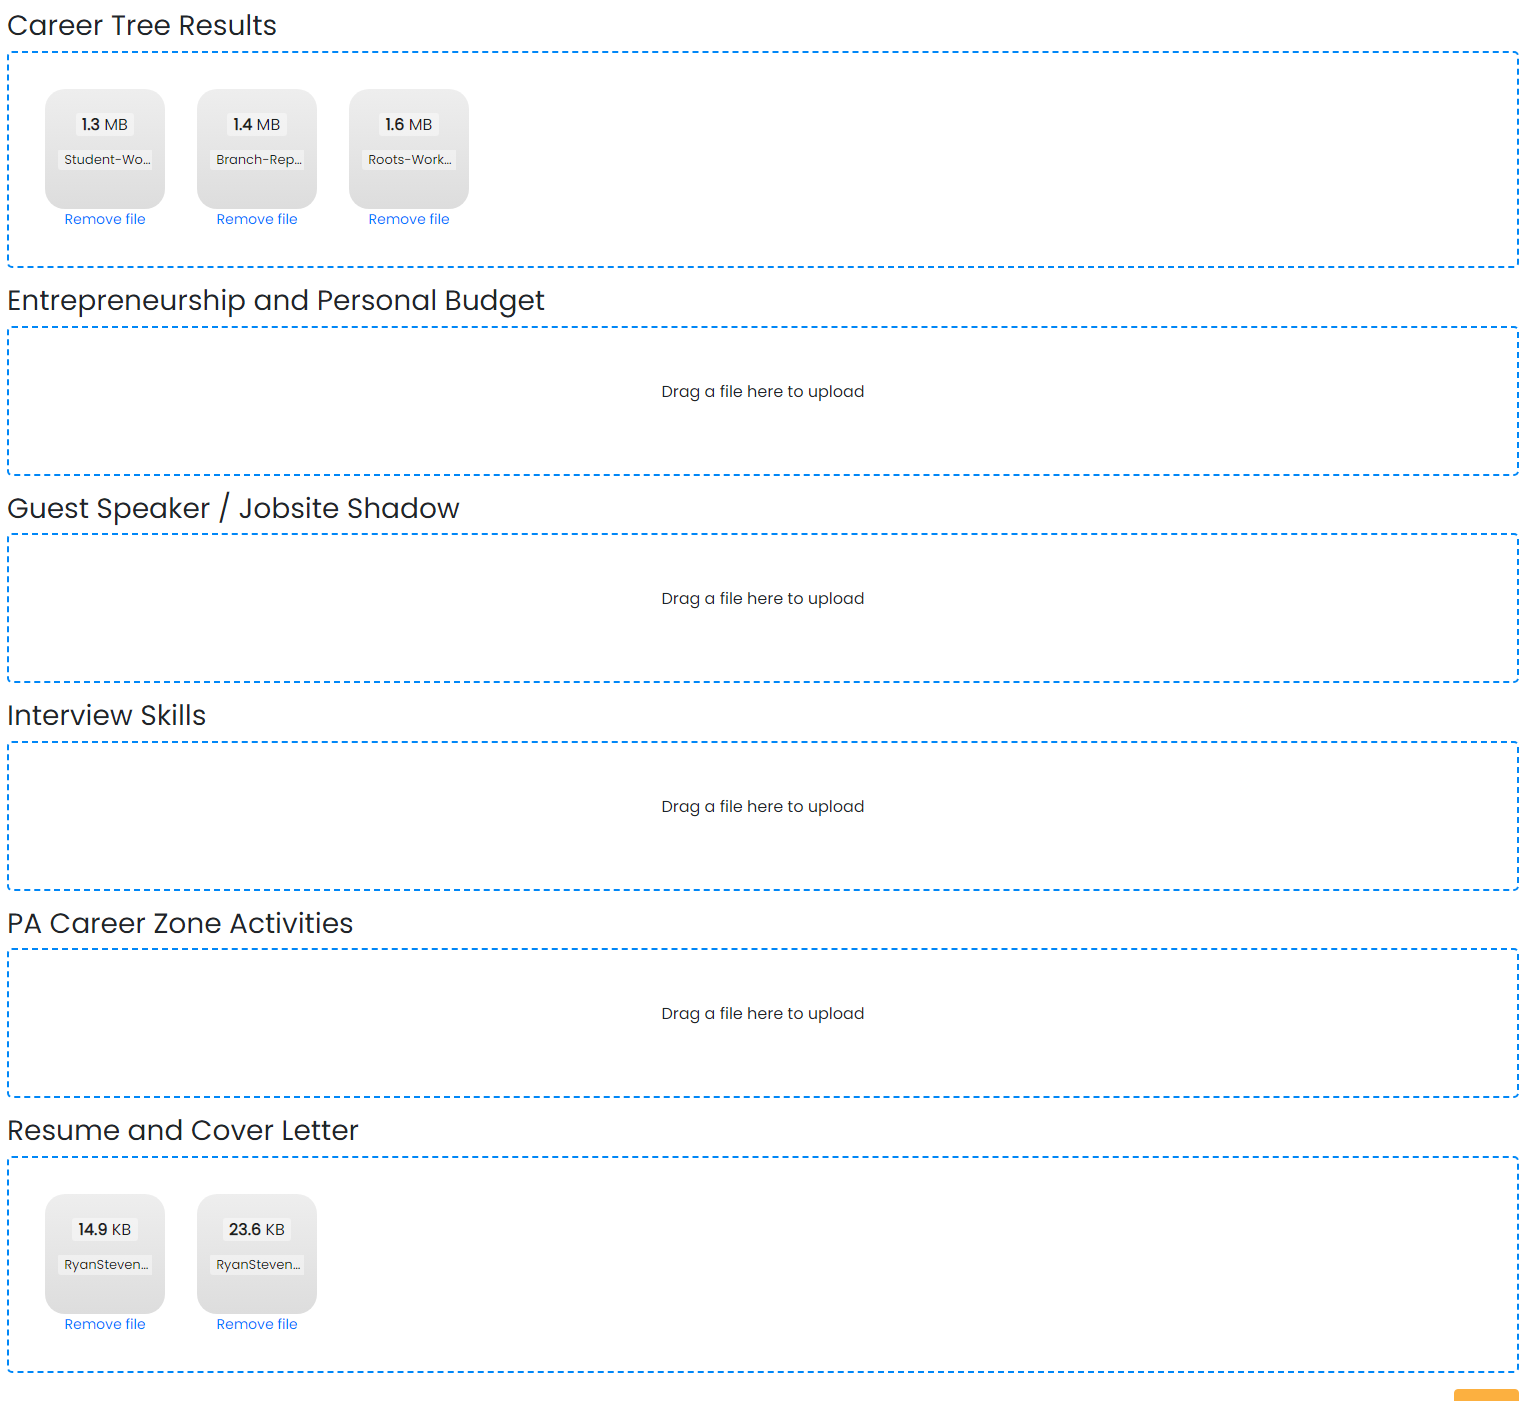 Career Tree Results
1.3 MB
Student-Wo...
Remove file
1.4 MB
Branch-Rep...
Remove file
1.6 MB
Roots-Work...
Remove file
Entrepreneurship and Personal Budget
Drag a file here to upload
Guest Speaker / Jobsite Shadow
Drag a file here to upload
Interview Skills
Drag a file here to upload
PA Career Zone Activities
Drag a file here to upload
Resume and Cover Letter
14.9 KB
RyanSteven...
Remove file
23.6 KB
RyanSteven...
Remove file